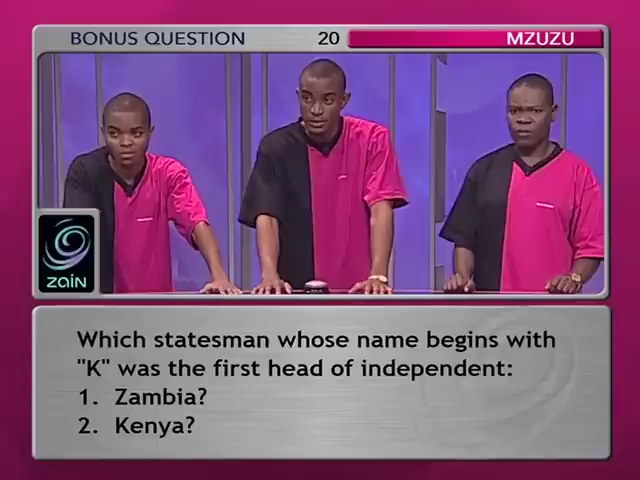 BONUS QUESTION 20 MZUZU
zain
Which statesman whose name begins with
"K" was the first head of independent:
1. Zambia?
2. Kenya?